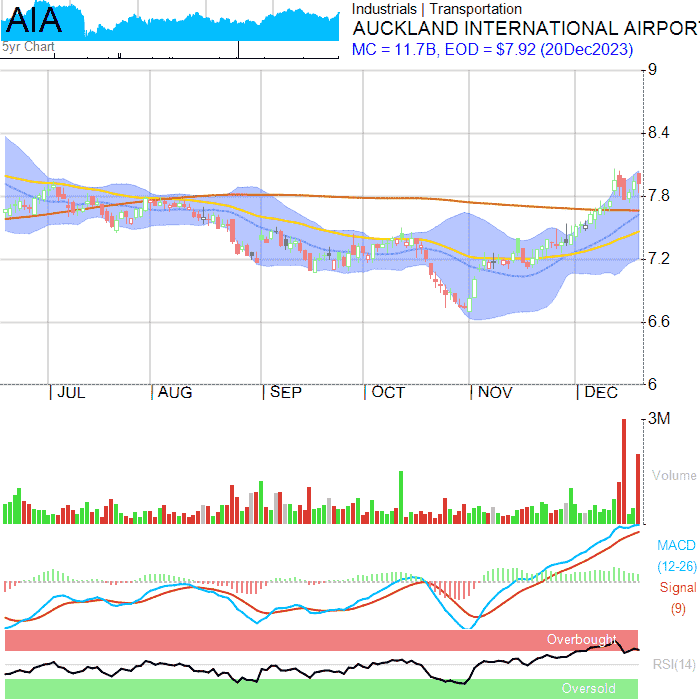 AIA
5yr Chart
Industrials | Transportation
AUCKLAND INTERNATIONAL AIRPORT
MC = 11.7B, EOD = $7.92 (20Dec2023)
9
8.4
7.8
7.2
6.6
6
JUL AUG SEP OCT NOV DEC
3M
Volume
MACD
(12-26)
Signal
(9)
Overbought
RSI(14)
Oversold